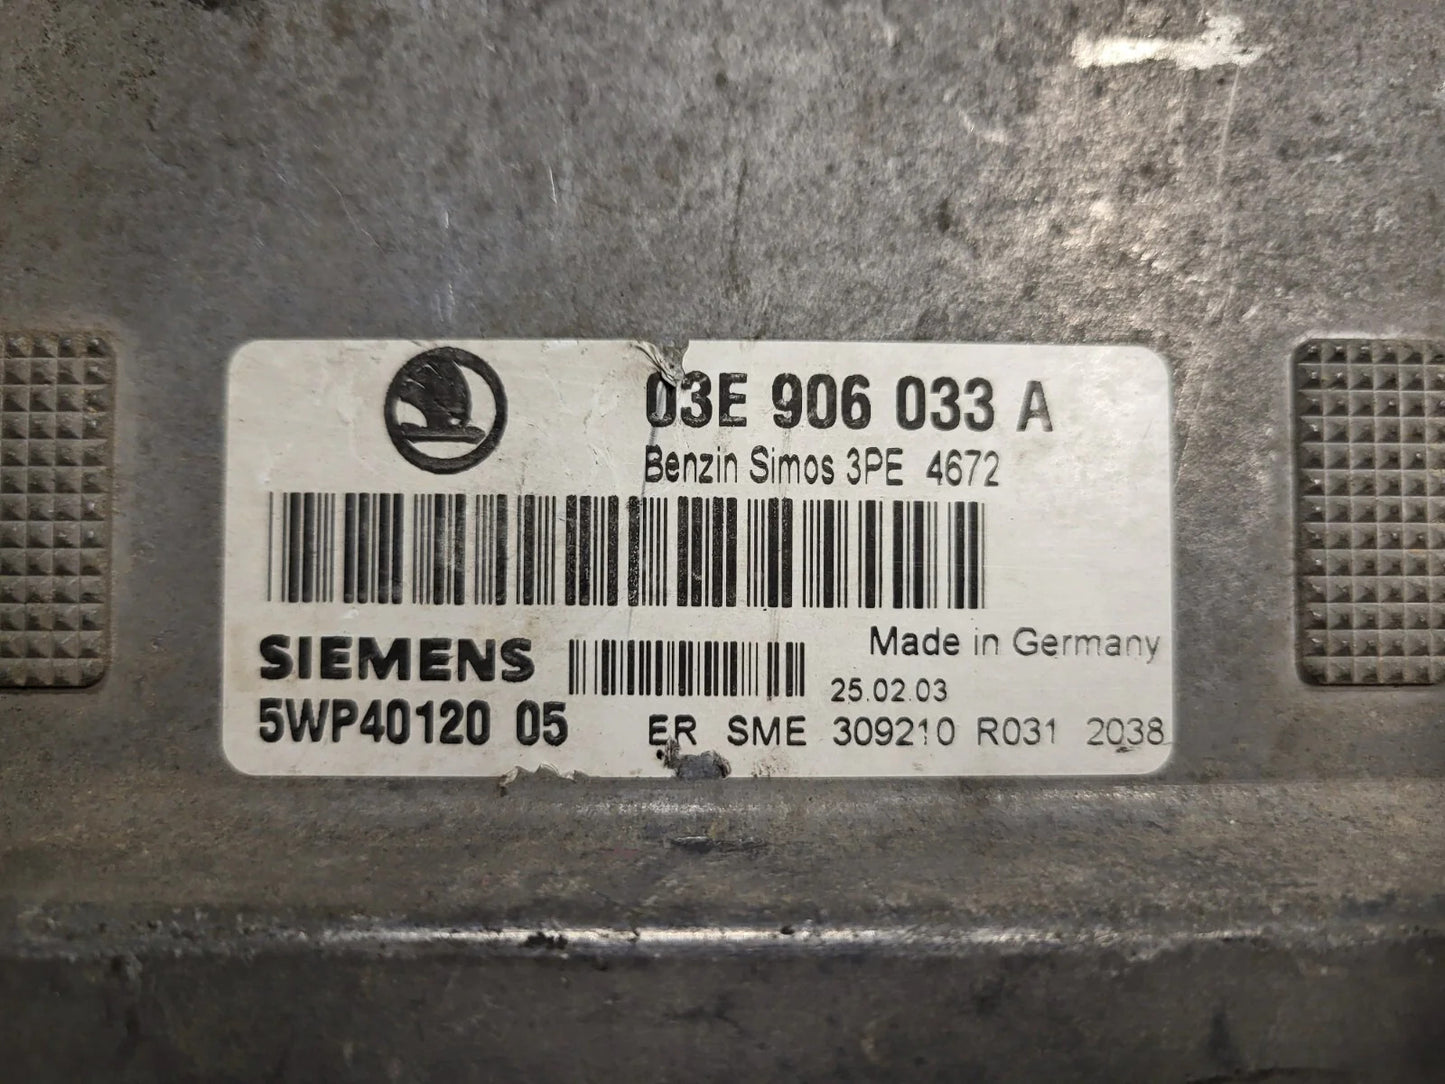 03E 906 033 A
Benzin Simos 3PE 4672
SIEMENS
Made in Germany
25.02.03
5WP40120 05
ER SME 309210 R031 2038